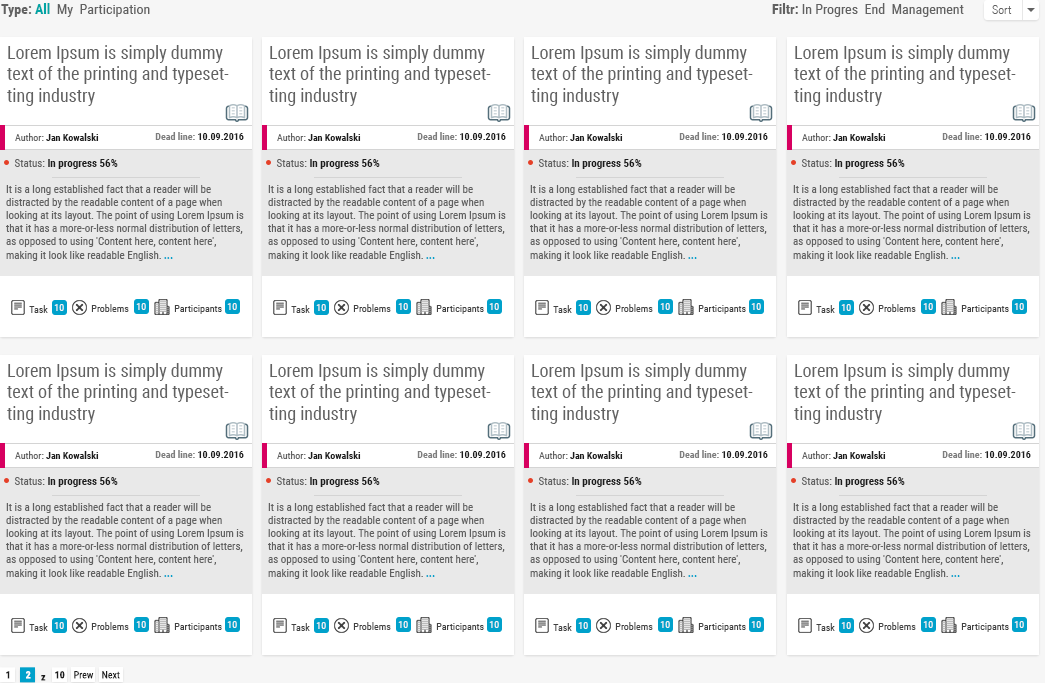 Type: All My Participation
Filtr: In Progres End Management
Sort
Lorem Ipsum is simply dummy
text of the printing and typeset-
ting industry
Author: Jan Kowalski Dead line: 10.09.2016
Status: In progress 56%
It is a long established fact that a reader will be
distracted by the readable content of a page when
looking at its layout. The point of using Lorem Ipsum is
that it has a more-or-less normal distribution of letters,
as opposed to using 'Content here, content here',
making it look like readable English. ...
Task 10 Problems 10 Participants 10
Lorem Ipsum is simply dummy
text of the printing and typeset-
ting industry
Author: Jan Kowalski Dead line: 10.09.2016
Status: In progress 56%
It is a long established fact that a reader will be
distracted by the readable content of a page when
looking at its layout. The point of using Lorem Ipsum is
that it has a more-or-less normal distribution of letters,
as opposed to using 'Content here, content here',
making it look like readable English. ...
Task 10 Problems 10 Participants 10
Lorem Ipsum is simply dummy
text of the printing and typeset-
ting industry
Author: Jan Kowalski Dead line: 10.09.2016
Status: In progress 56%
It is a long established fact that a reader will be
distracted by the readable content of a page when
looking at its layout. The point of using Lorem Ipsum is
that it has a more-or-less normal distribution of letters,
as opposed to using 'Content here, content here',
making it look like readable English. ...
Task 10 Problems 10 Participants 10
Lorem Ipsum is simply dummy
text of the printing and typeset-
ting industry
Author: Jan Kowalski Dead line: 10.09.2016
Status: In progress 56%
It is a long established fact that a reader will be
distracted by the readable content of a page when
looking at its layout. The point of using Lorem Ipsum is
that it has a more-or-less normal distribution of letters,
as opposed to using 'Content here, content here',
making it look like readable English. ...
Task 10 Problems 10 Participants 10
Lorem Ipsum is simply dummy
text of the printing and typeset-
ting industry
Author: Jan Kowalski Dead line: 10.09.2016
Status: In progress 56%
It is a long established fact that a reader will be
distracted by the readable content of a page when
looking at its layout. The point of using Lorem Ipsum is
that it has a more-or-less normal distribution of letters,
as opposed to using 'Content here, content here',
making it look like readable English. ...
Task 10 Problems 10 Participants 10
Lorem Ipsum is simply dummy
text of the printing and typeset-
ting industry
Author: Jan Kowalski Dead line: 10.09.2016
Status: In progress 56%
It is a long established fact that a reader will be
distracted by the readable content of a page when
looking at its layout. The point of using Lorem Ipsum is
that it has a more-or-less normal distribution of letters,
as opposed to using 'Content here, content here',
making it look like readable English. ...
Task 10 Problems 10 Participants 10
Lorem Ipsum is simply dummy
text of the printing and typeset-
ting industry
Author: Jan Kowalski Dead line: 10.09.2016
Status: In progress 56%
It is a long established fact that a reader will be
distracted by the readable content of a page when
looking at its layout. The point of using Lorem Ipsum is
that it has a more-or-less normal distribution of letters,
as opposed to using 'Content here, content here',
making it look like readable English. ...
Task 10 Problems 10 Participants 10
Lorem Ipsum is simply dummy
text of the printing and typeset-
ting industry
Author: Jan Kowalski Dead line: 10.09.2016
Status: In progress 56%
It is a long established fact that a reader will be
distracted by the readable content of a page when
looking at its layout. The point of using Lorem Ipsum is
that it has a more-or-less normal distribution of letters,
as opposed to using 'Content here, content here',
making it look like readable English. ...
Task 10 Problems 10 Participants 10
1 2 z 10 Prew Next